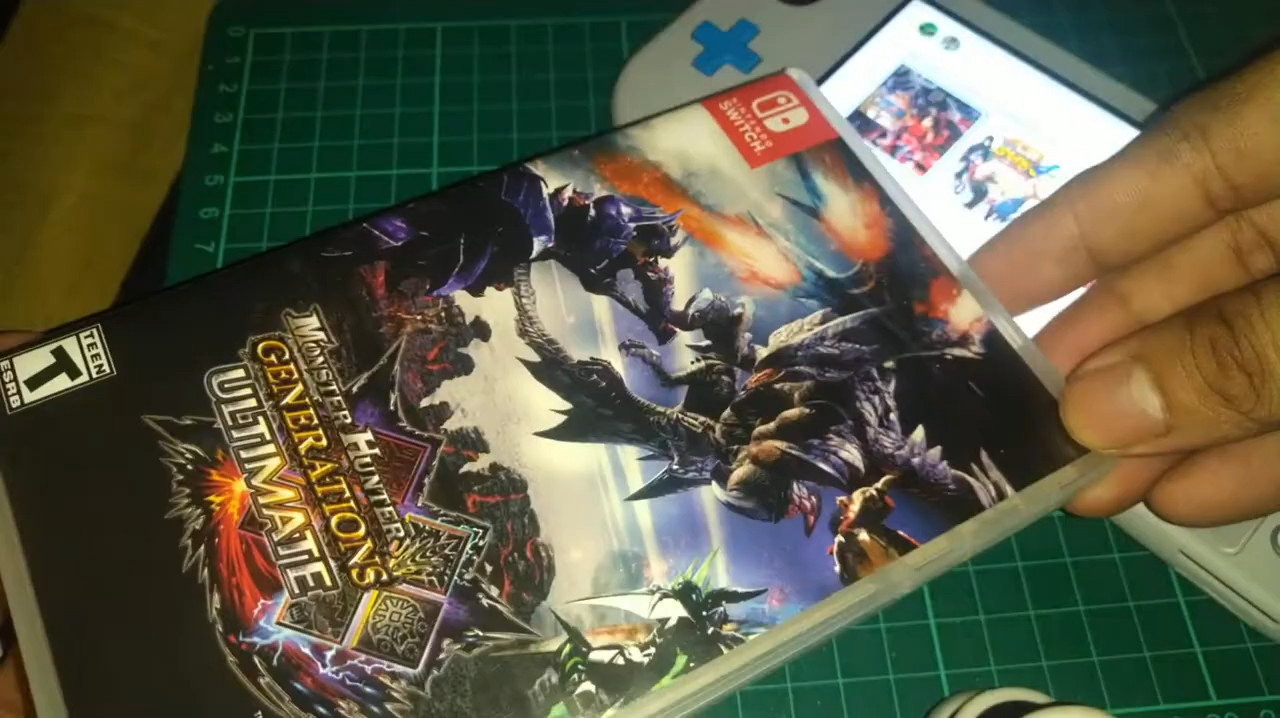 NINTENDO
SWITCH
TEEN
T
ESRB
MONSTER HUNTER
GENERATIONS
ULTIMATE
0
1
2
3
4
5
6
7